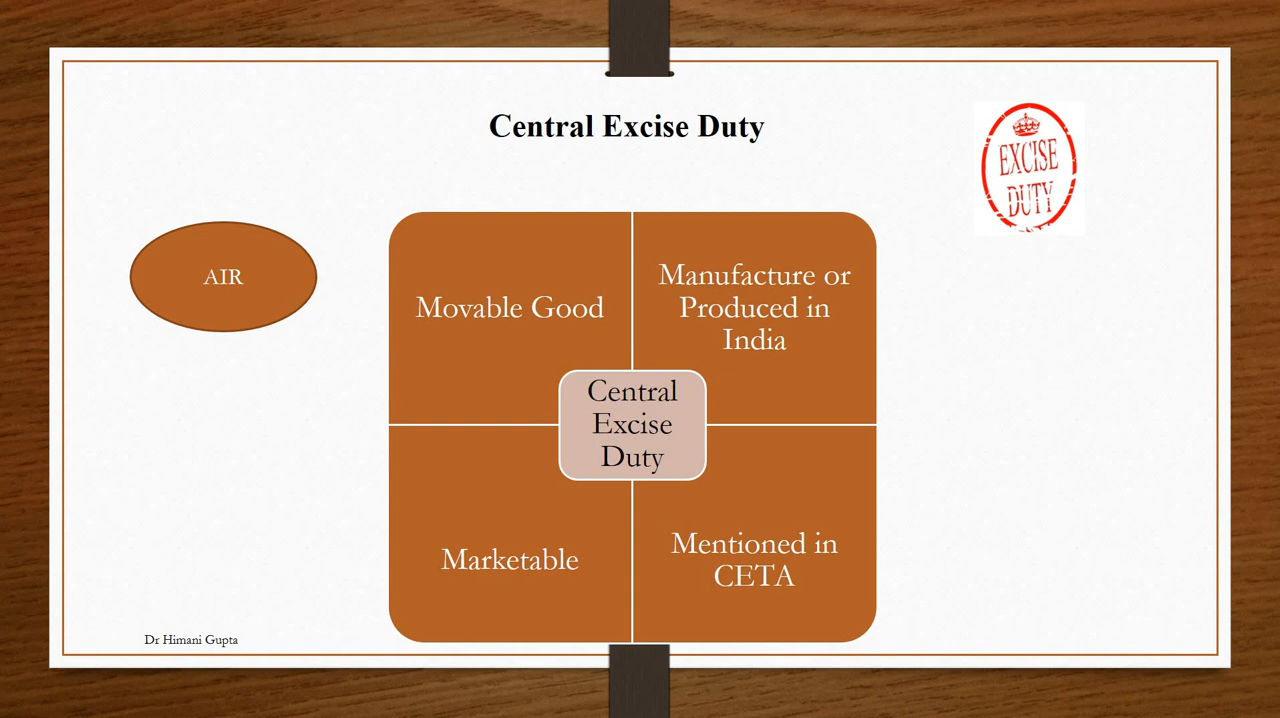 Central Excise Duty
EXCISE
DUTY
AIR
Movable Good
Manufacture or
Produced in
India
Central
Excise
Duty
Marketable
Mentioned in
CETA
Dr Himani Gupta